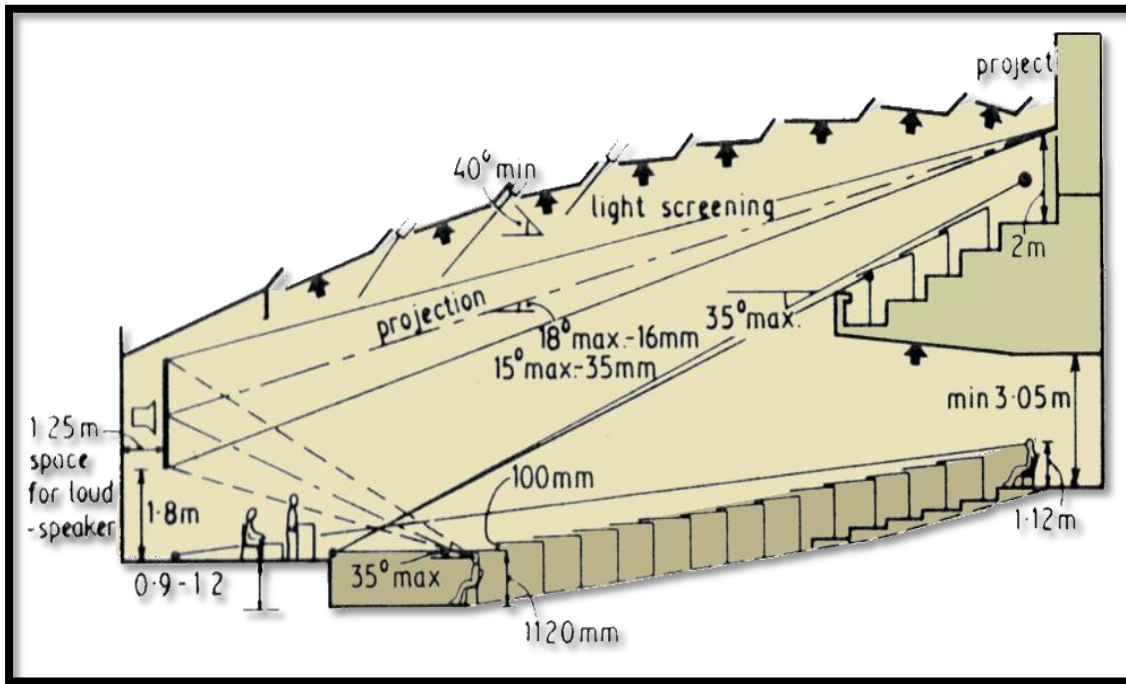 projecti
40° min
light screening
2m
projection
18° max.-16mm
15° max.-35mm
35° max.
min 3·05m
1·25m
space
for loud
-speaker
1·8m
100mm
1·12m
0·9-1 2
35° max
1120mm